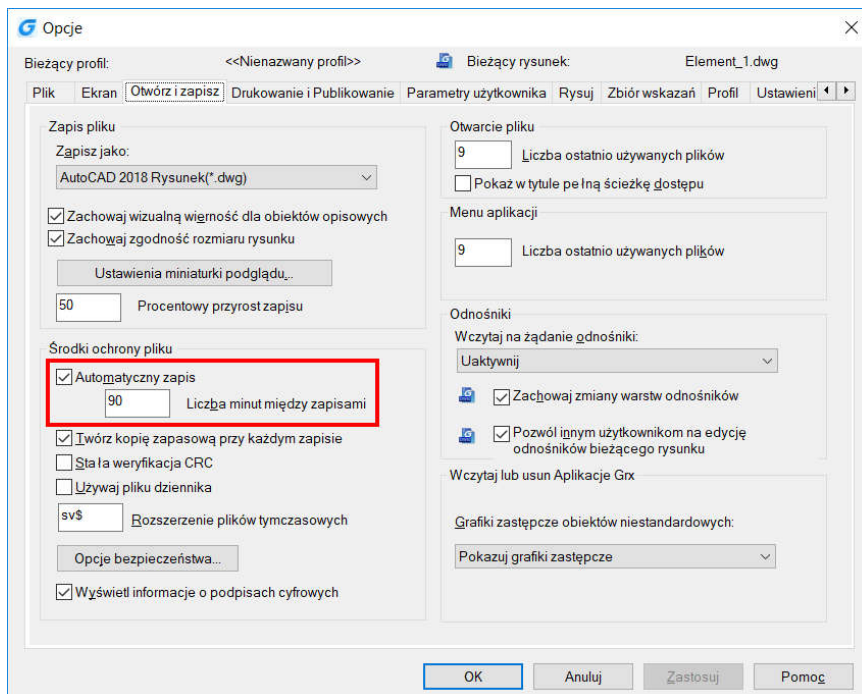 Opcje
Bieżący profil: <<Nienazwany profil>> Bieżący rysunek: Element_1.dwg
Plik Ekran Otwórz i zapisz Drukowanie i Publikowanie Parametry użytkownika Rysuj Zbiór wskazań Profil Ustawieni
Zapis pliku
Zapisz jako:
AutoCAD 2018 Rysunek(*.dwg)
Zachowaj wizualną wierność dla obiektów opisowych
Zachowaj zgodność rozmiaru rysunku
Ustawienia miniaturki podglądu...
50 Procentowy przyrost zapisu
Środki ochrony pliku
Automatyczny zapis
90 Liczba minut między zapisami
Twórz kopię zapasową przy każdym zapisie
Stała weryfikacja CRC
Używaj pliku dziennika
sv$ Rozszerzenie plików tymczasowych
Opcje bezpieczeństwa...
Wyświetl informacje o podpisach cyfrowych
Otwarcie pliku
9 Liczba ostatnio używanych plików
Pokaż w tytule pełną ścieżkę dostępu
Menu aplikacji
9 Liczba ostatnio używanych plików
Odnośniki
Wczytaj na żądanie odnośniki:
Uaktywnij
Zachowaj zmiany warstw odnośników
Pozwól innym użytkownikom na edycję
odnośników bieżącego rysunku
Wczytaj lub usun Aplikacje Grx
Grafiki zastępcze obiektów niestandardowych:
Pokazuj grafiki zastępcze
OK Anuluj Zastosuj Pomoc